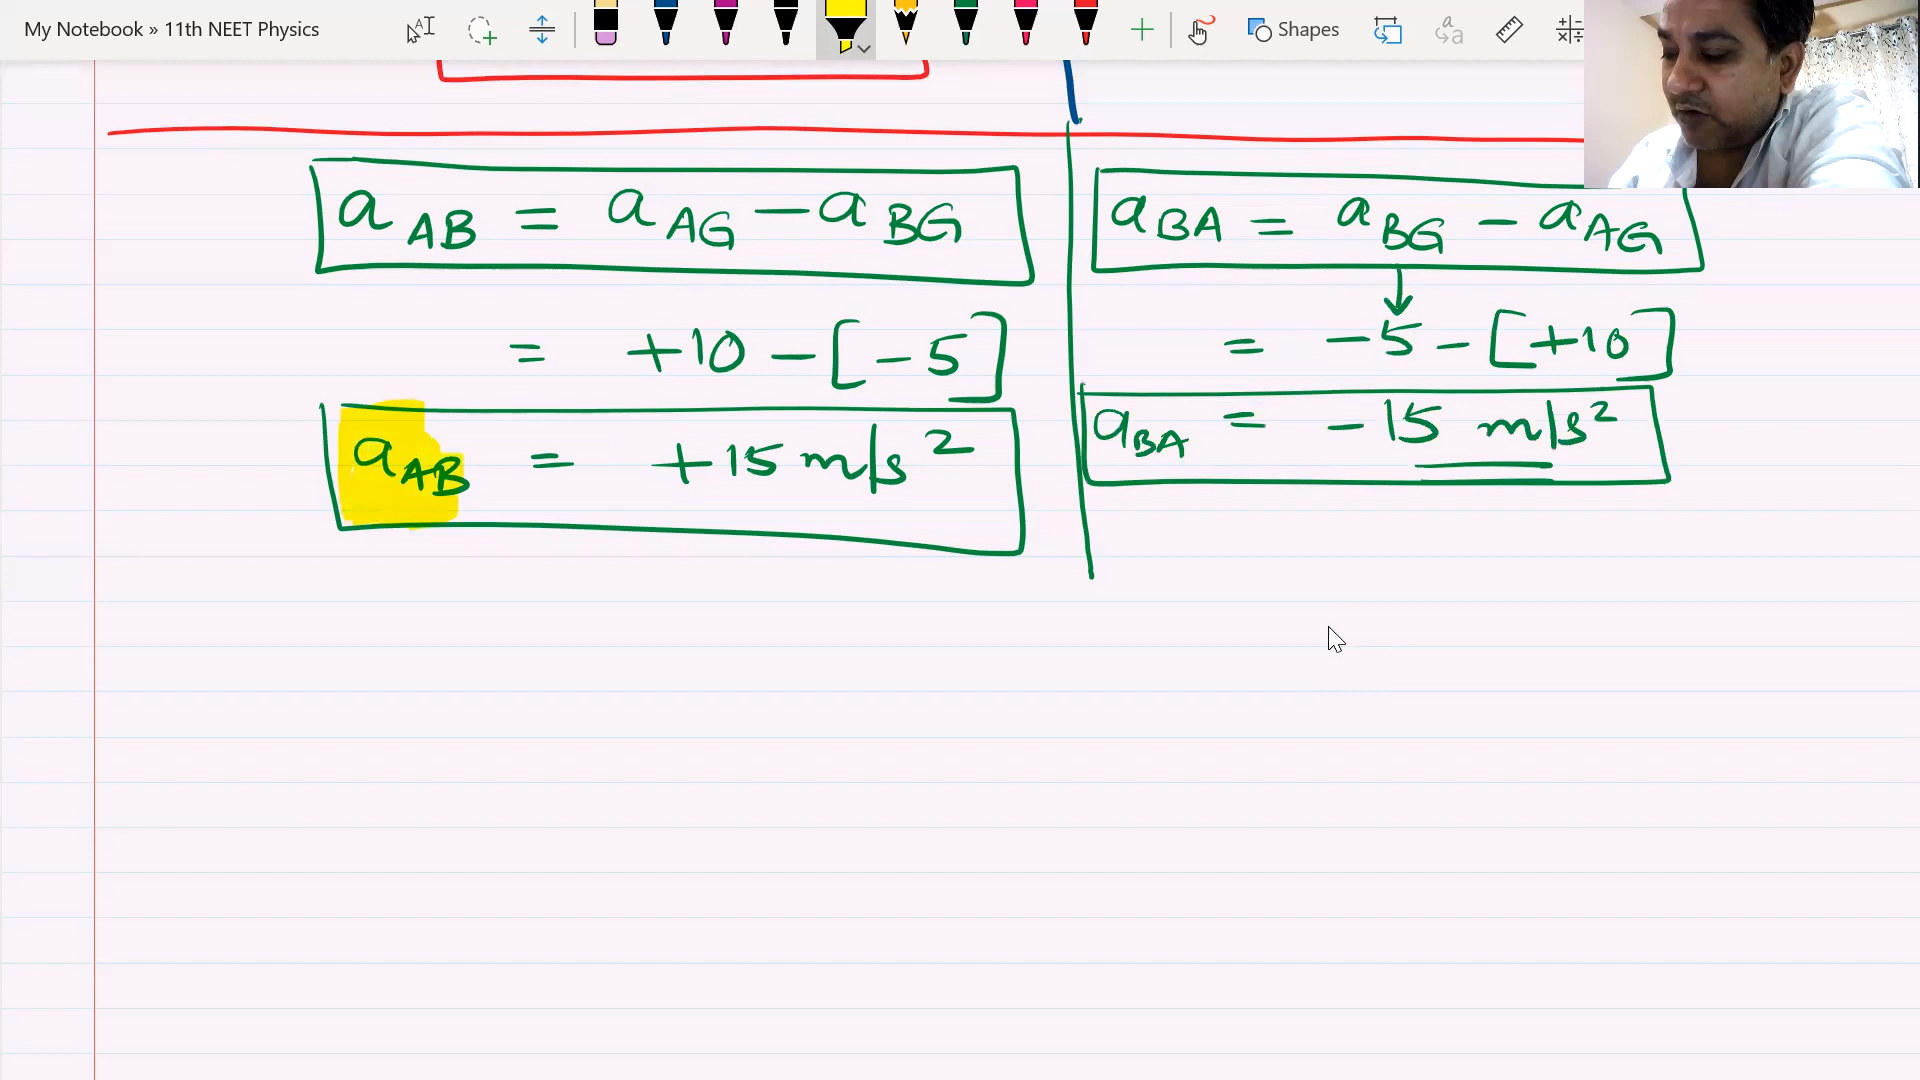 My Notebook » 11th NEET Physics
Shapes
a_AB = a_AG - a_BG
= +10 - [-5]
a_AB = +15 m/s²
a_BA = a_BG - a_AG
= -5 - [+10]
a_BA = -15 m/s²